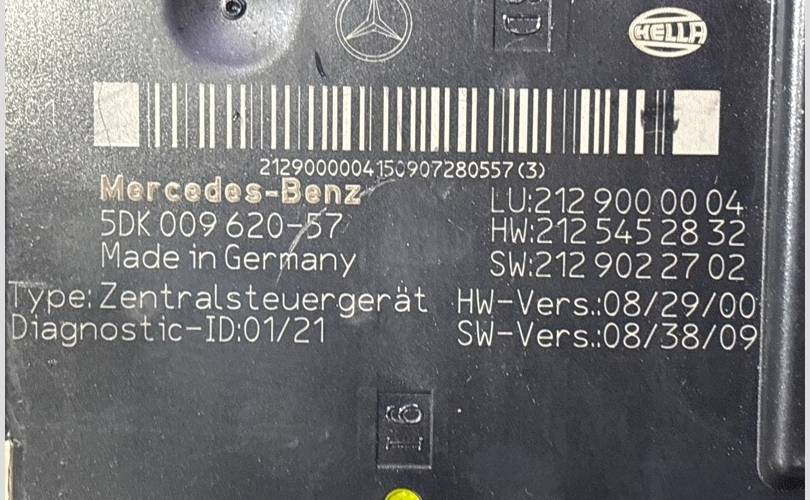 HELLA
2129000004150907280557(3)
Mercedes-Benz
LU:212 900 00 04
5DK 009 620-57
HW:212 545 28 32
Made in Germany
SW:212 902 27 02
Type: Zentralsteuergerät
HW-Vers.:08/29/00
Diagnostic-ID:01/21
SW-Vers.:08/38/09
16